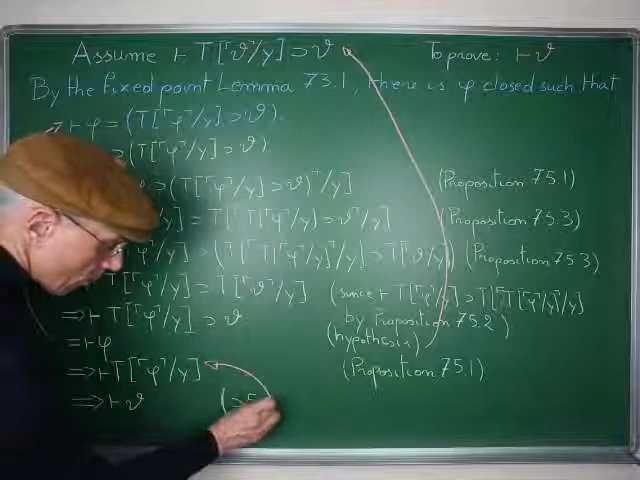 Assume ⊢ T[⌜ϑ⌝/y] ⊃ ϑ To prove: ⊢ ϑ
By the Fixed point Lemma 73.1, there is φ closed such that
⊢ φ ≡ (T[⌜φ⌝/y] ⊃ ϑ).
⊃ (T[⌜φ⌝/y] ⊃ ϑ).
⊃ (T[⌜φ⌝/y] ⊃ ϑ)⌝/y] (Proposition 75.1)
/y] ⊃ T[⌜T[⌜φ⌝/y] ⊃ ϑ⌝/y] (Proposition 75.3)
⌜φ⌝/y] ⊃ (T[⌜T[⌜φ⌝/y]⌝/y] ⊃ T[⌜ϑ⌝/y]) (Proposition 75.3)
T[⌜φ⌝/y] ⊃ T[⌜ϑ⌝/y] (since ⊢ T[⌜φ⌝/y] ⊃ T[⌜T[⌜φ⌝/y]⌝/y]
⇒ ⊢ T[⌜φ⌝/y] ⊃ ϑ by Proposition 75.2)
⇒ ⊢ φ (hypothesis)
⇒ ⊢ T[⌜φ⌝/y] (Proposition 75.1)
⇒ ⊢ ϑ (⊃E